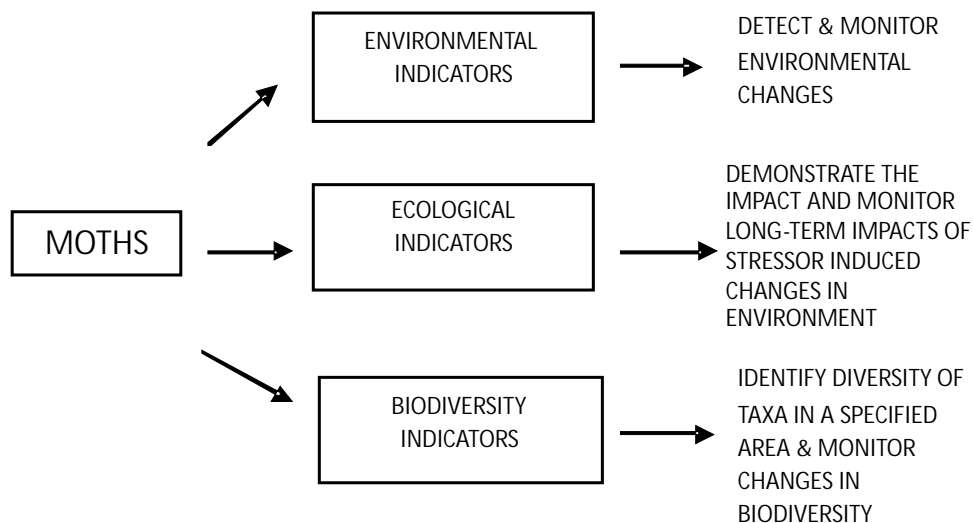 MOTHS
ENVIRONMENTAL
INDICATORS
DETECT & MONITOR
ENVIRONMENTAL
CHANGES
ECOLOGICAL
INDICATORS
DEMONSTRATE THE
IMPACT AND MONITOR
LONG-TERM IMPACTS OF
STRESSOR INDUCED
CHANGES IN
ENVIRONMENT
BIODIVERSITY
INDICATORS
IDENTIFY DIVERSITY OF
TAXA IN A SPECIFIED
AREA & MONITOR
CHANGES IN
BIODIVERSITY